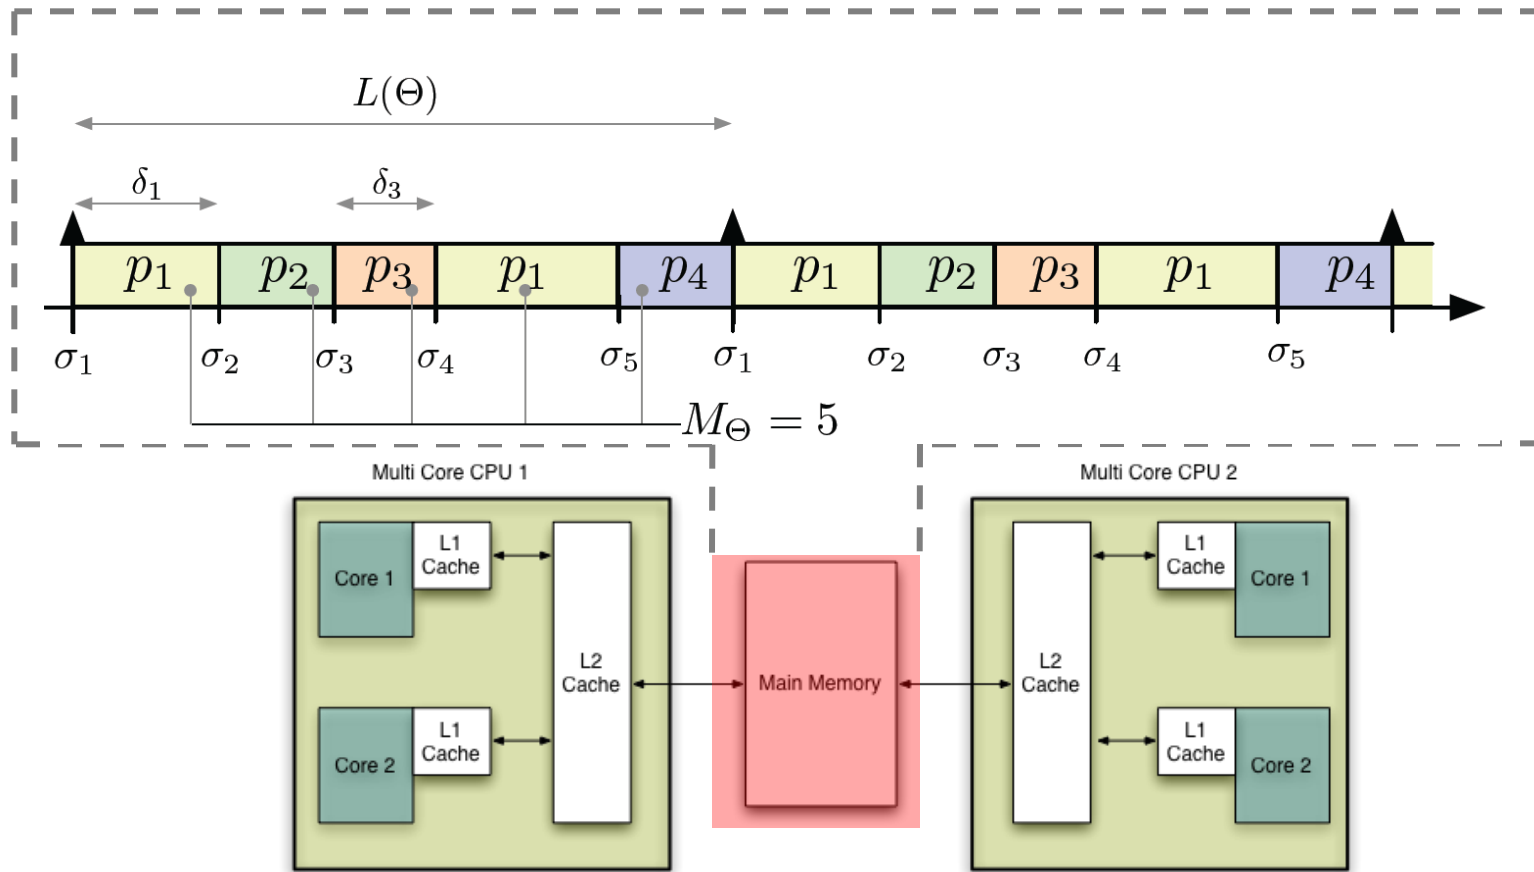 L(Θ)
δ1 δ3
p1 p2 p3 p1 p4 p1 p2 p3 p1 p4
σ1 σ2 σ3 σ4 σ5 σ1 σ2 σ3 σ4 σ5
MΘ = 5
Multi Core CPU 1
Core 1
L1
Cache
L2
Cache
Core 2
L1
Cache
Main Memory
Multi Core CPU 2
L1
Cache
Core 1
L2
Cache
L1
Cache
Core 2